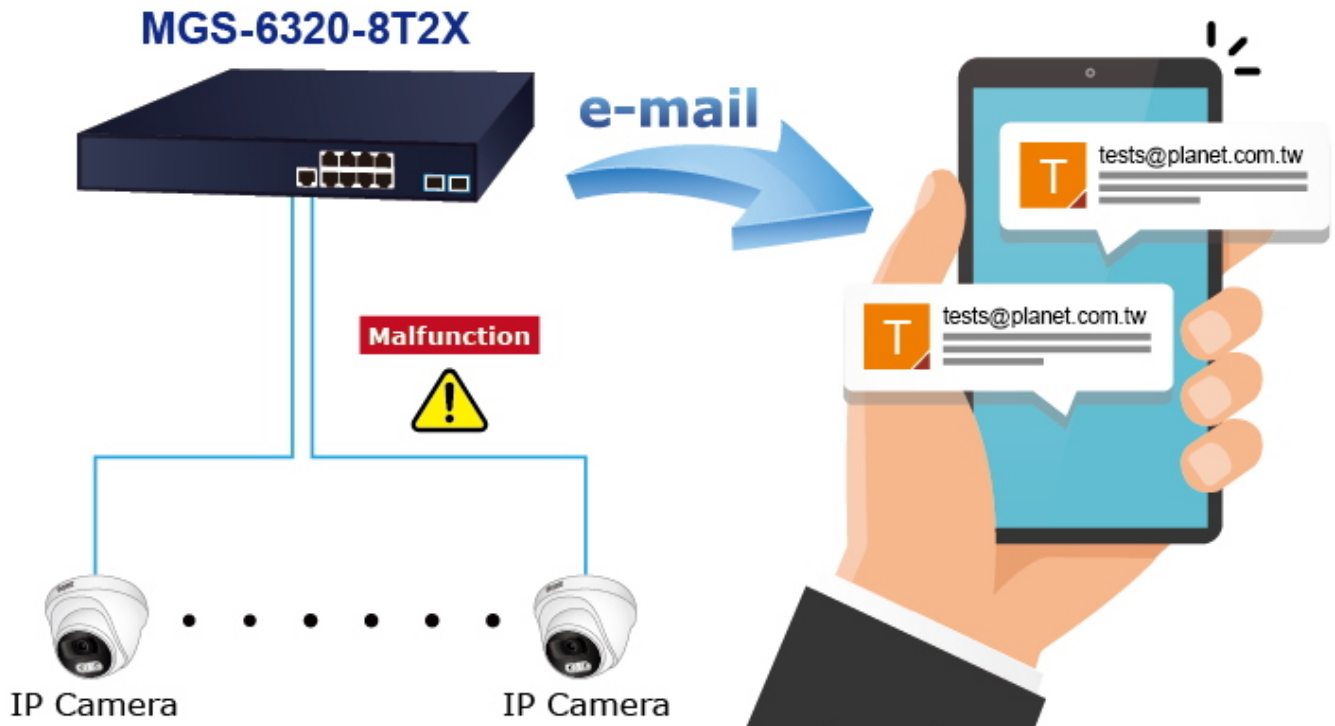 MGS-6320-8T2X
e-mail
T
tests@planet.com.tw
T
tests@planet.com.tw
Malfunction
!
IP Camera
IP Camera